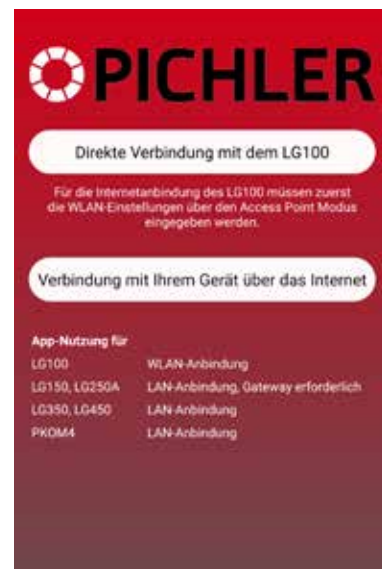 PICHLER
Direkte Verbindung mit dem LG100
Für die Internetanbindung des LG100 müssen zuerst
die WLAN-Einstellungen über den Access Point Modus
eingegeben werden.
Verbindung mit Ihrem Gerät über das Internet
App-Nutzung für
LG100 WLAN-Anbindung
LG150, LG250A LAN-Anbindung, Gateway erforderlich
LG350, LG450 LAN-Anbindung
PKOM4 LAN-Anbindung